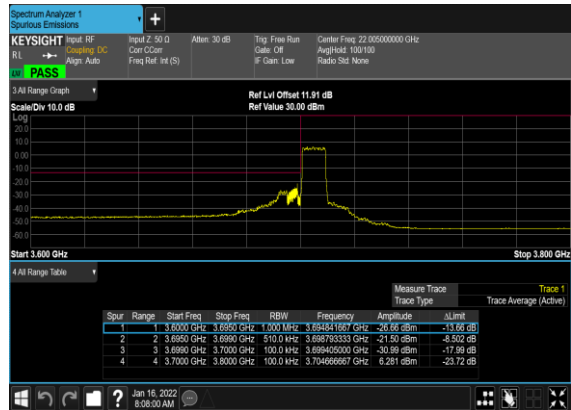 Spectrum Analyzer 1
Spurious Emissions
+
KEYSIGHT Input: RF Input Z: 50 Ω Atten: 30 dB Trig: Free Run Center Freq: 22.005000000 GHz
RL Coupling: DC Corr CCorr Gate: Off Avg|Hold: 100/100
Align: Auto Freq Ref: Int (S) IF Gain: Low Radio Std: None
PASS
3 All Range Graph
Ref Lvl Offset 11.91 dB
Scale/Div 10.0 dB Ref Value 30.00 dBm
Log
20.0
10.0
0.00
-10.0
-20.0
-30.0
-40.0
-50.0
-60.0
Start 3.600 GHz Stop 3.800 GHz
4 All Range Table
Measure Trace Trace 1
Trace Type Trace Average (Active)
Spur Range Start Freq Stop Freq RBW Frequency Amplitude ΔLimit
1 1 3.6000 GHz 3.6950 GHz 1.000 MHz 3.694841667 GHz -26.66 dBm -13.66 dB
2 2 3.6950 GHz 3.6990 GHz 510.0 kHz 3.698793333 GHz -21.50 dBm -8.502 dB
3 3 3.6990 GHz 3.7000 GHz 100.0 kHz 3.699405000 GHz -30.99 dBm -17.99 dB
4 4 3.7000 GHz 3.8000 GHz 100.0 kHz 3.704666667 GHz 6.281 dBm -23.72 dB
? Jan 16, 2022
8:08:00 AM